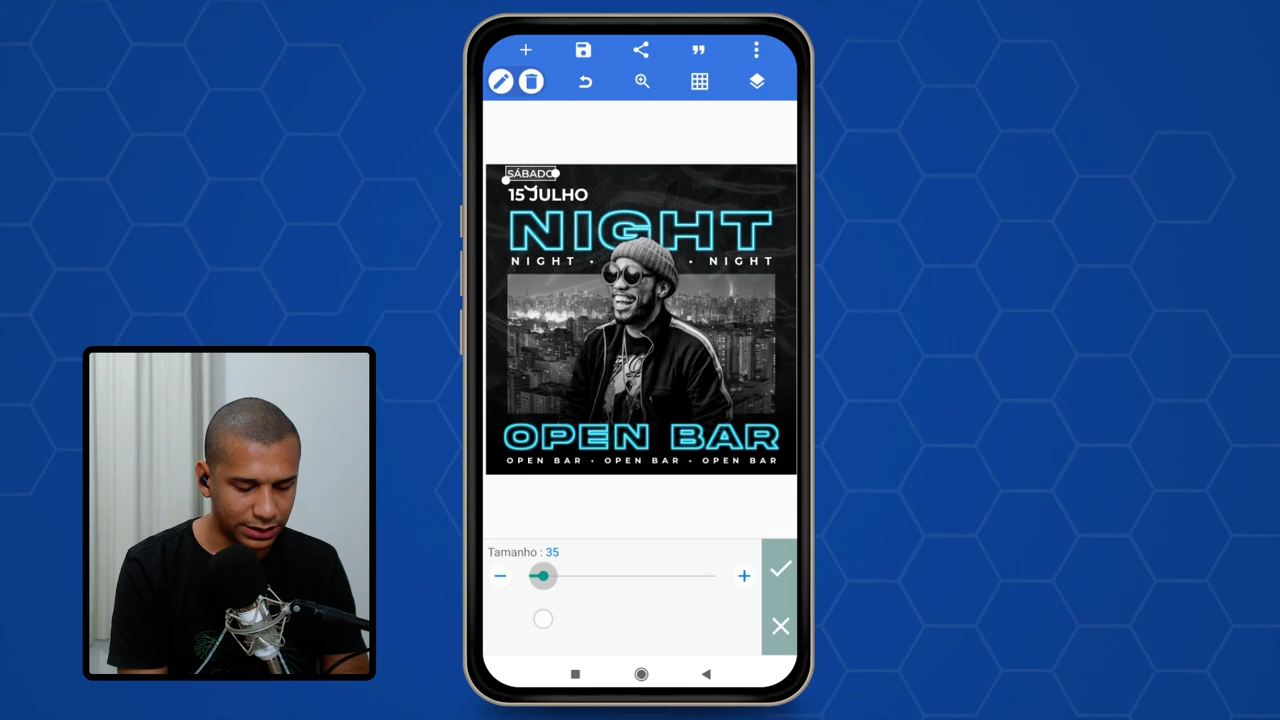 SÁBADO
15 JULHO
NIGHT
NIGHT • • NIGHT
OPEN BAR
OPEN BAR • OPEN BAR • OPEN BAR
Tamanho : 35